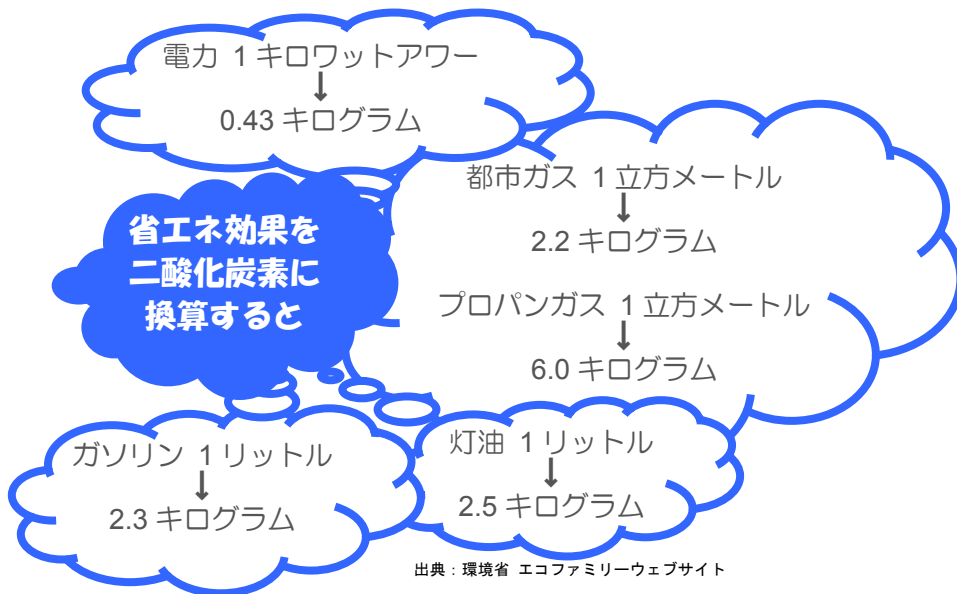 電力 1 キロワットアワー
↓
0.43 キログラム
都市ガス 1 立方メートル
↓
2.2 キログラム
プロパンガス 1 立方メートル
↓
6.0 キログラム
省エネ効果を
二酸化炭素に
換算すると
ガソリン 1 リットル
↓
2.3 キログラム
灯油 1 リットル
↓
2.5 キログラム
出典：環境省 エコファミリーウェブサイト